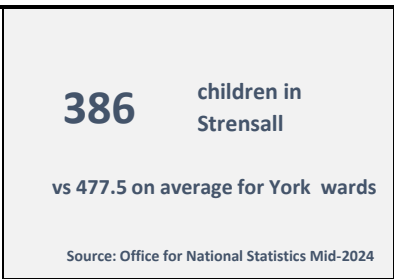 386
children in
Strensall
vs 477.5 on average for York wards
Source: Office for National Statistics Mid-2024